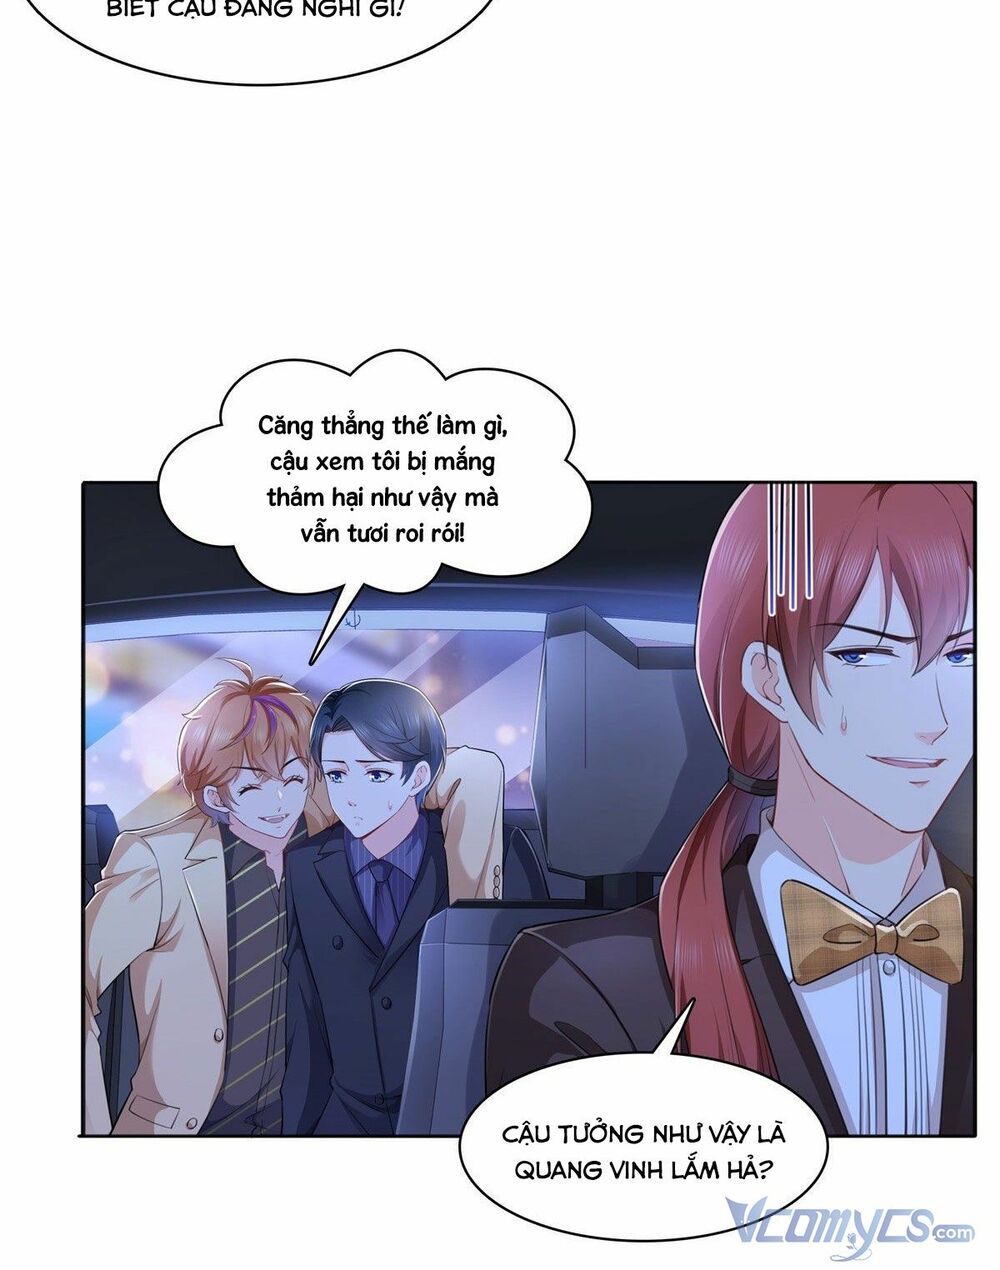 BIẾT CẬU ĐANG NGHĨ GÌ!
Căng thẳng thế làm gì,
cậu xem tôi bị mắng
thảm hại như vậy mà
vẫn tươi roi rói!
CẬU TƯỞNG NHƯ VẬY LÀ
QUANG VINH LẮM HẢ?
VCOMYCS.com